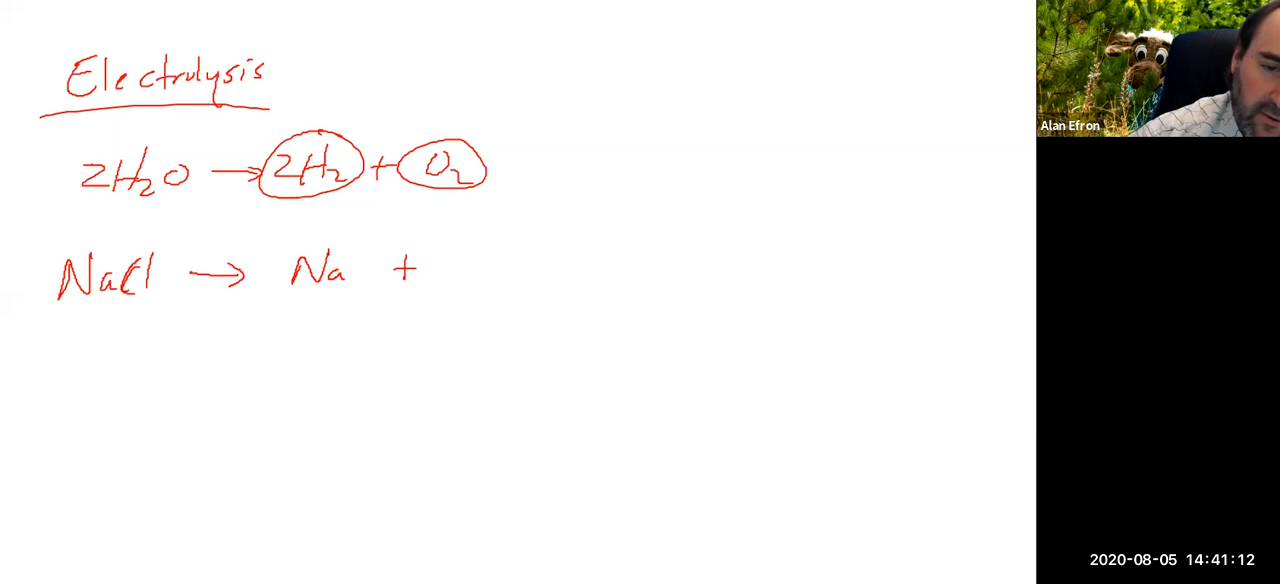 Electrolysis
2H₂O → 2H₂ + O₂
NaCl → Na +
Alan Efron
2020-08-05 14:41:12